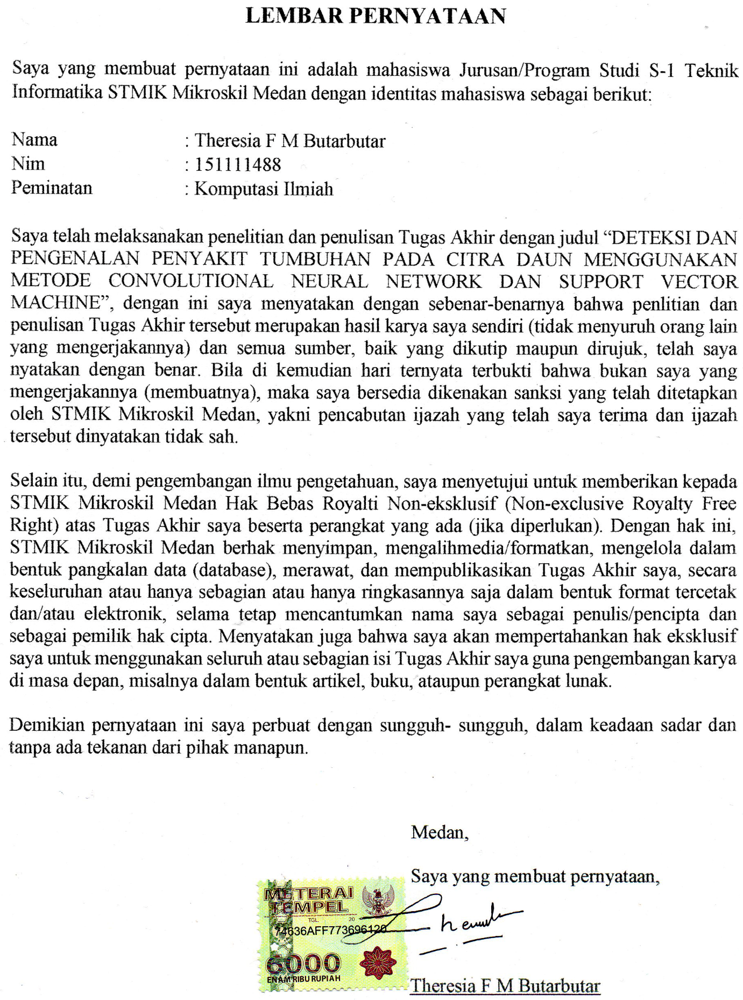 LEMBAR PERNYATAAN
Saya yang membuat pernyataan ini adalah mahasiswa Jurusan/Program Studi S-1 Teknik
Informatika STMIK Mikroskil Medan dengan identitas mahasiswa sebagai berikut:
Nama : Theresia F M Butarbutar
Nim : 151111488
Peminatan : Komputasi Ilmiah
Saya telah melaksanakan penelitian dan penulisan Tugas Akhir dengan judul “DETEKSI DAN
PENGENALAN PENYAKIT TUMBUHAN PADA CITRA DAUN MENGGUNAKAN
METODE CONVOLUTIONAL NEURAL NETWORK DAN SUPPORT VECTOR
MACHINE”, dengan ini saya menyatakan dengan sebenar-benarnya bahwa penlitian dan
penulisan Tugas Akhir tersebut merupakan hasil karya saya sendiri (tidak menyuruh orang lain
yang mengerjakannya) dan semua sumber, baik yang dikutip maupun dirujuk, telah saya
nyatakan dengan benar. Bila di kemudian hari ternyata terbukti bahwa bukan saya yang
mengerjakannya (membuatnya), maka saya bersedia dikenakan sanksi yang telah ditetapkan
oleh STMIK Mikroskil Medan, yakni pencabutan ijazah yang telah saya terima dan ijazah
tersebut dinyatakan tidak sah.
Selain itu, demi pengembangan ilmu pengetahuan, saya menyetujui untuk memberikan kepada
STMIK Mikroskil Medan Hak Bebas Royalti Non-eksklusif (Non-exclusive Royalty Free
Right) atas Tugas Akhir saya beserta perangkat yang ada (jika diperlukan). Dengan hak ini,
STMIK Mikroskil Medan berhak menyimpan, mengalihmedia/formatkan, mengelola dalam
bentuk pangkalan data (database), merawat, dan mempublikasikan Tugas Akhir saya, secara
keseluruhan atau hanya sebagian atau hanya ringkasannya saja dalam bentuk format tercetak
dan/atau elektronik, selama tetap mencantumkan nama saya sebagai penulis/pencipta dan
sebagai pemilik hak cipta. Menyatakan juga bahwa saya akan mempertahankan hak eksklusif
saya untuk menggunakan seluruh atau sebagian isi Tugas Akhir saya guna pengembangan karya
di masa depan, misalnya dalam bentuk artikel, buku, ataupun perangkat lunak.
Demikian pernyataan ini saya perbuat dengan sungguh- sungguh, dalam keadaan sadar dan
tanpa ada tekanan dari pihak manapun.
Medan,
Saya yang membuat pernyataan,
METERAI
TEMPEL
TGL. 20
74636AFF773696120
6000
ENAM RIBU RUPIAH
Theresia F M Butarbutar